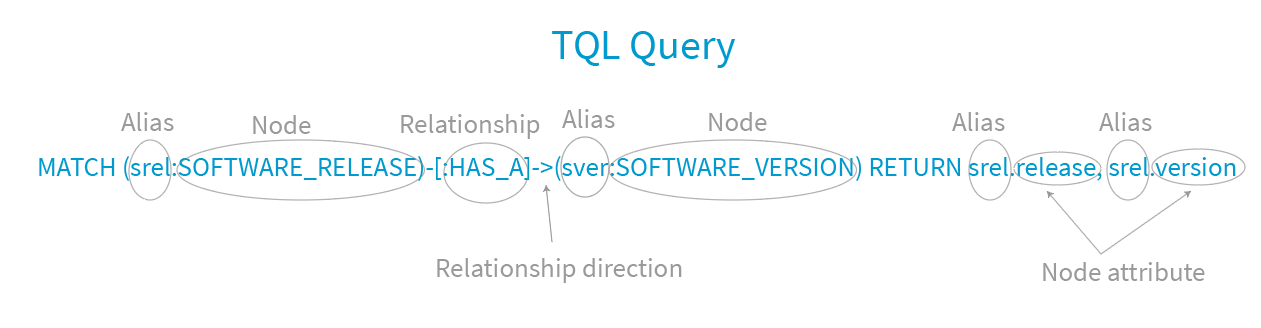 TQL Query
Alias Node Relationship Alias Node Alias Alias
MATCH (srel:SOFTWARE_RELEASE)-[:HAS_A]->(sver:SOFTWARE_VERSION) RETURN srel.release, srel.version
Relationship direction Node attribute